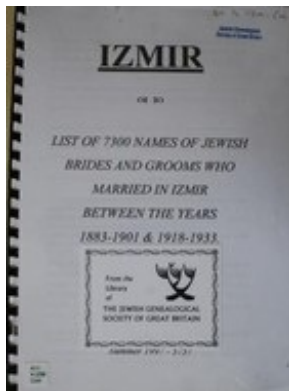 IZMIR
LIST OF 7300 NAMES OF JEWISH
BRIDES AND GROOMS WHO
MARRIED IN IZMIR
BETWEEN THE YEARS
1883-1901 & 1918-1933.
From the
Library
of
THE JEWISH GENEALOGICAL
SOCIETY OF GREAT BRITAIN